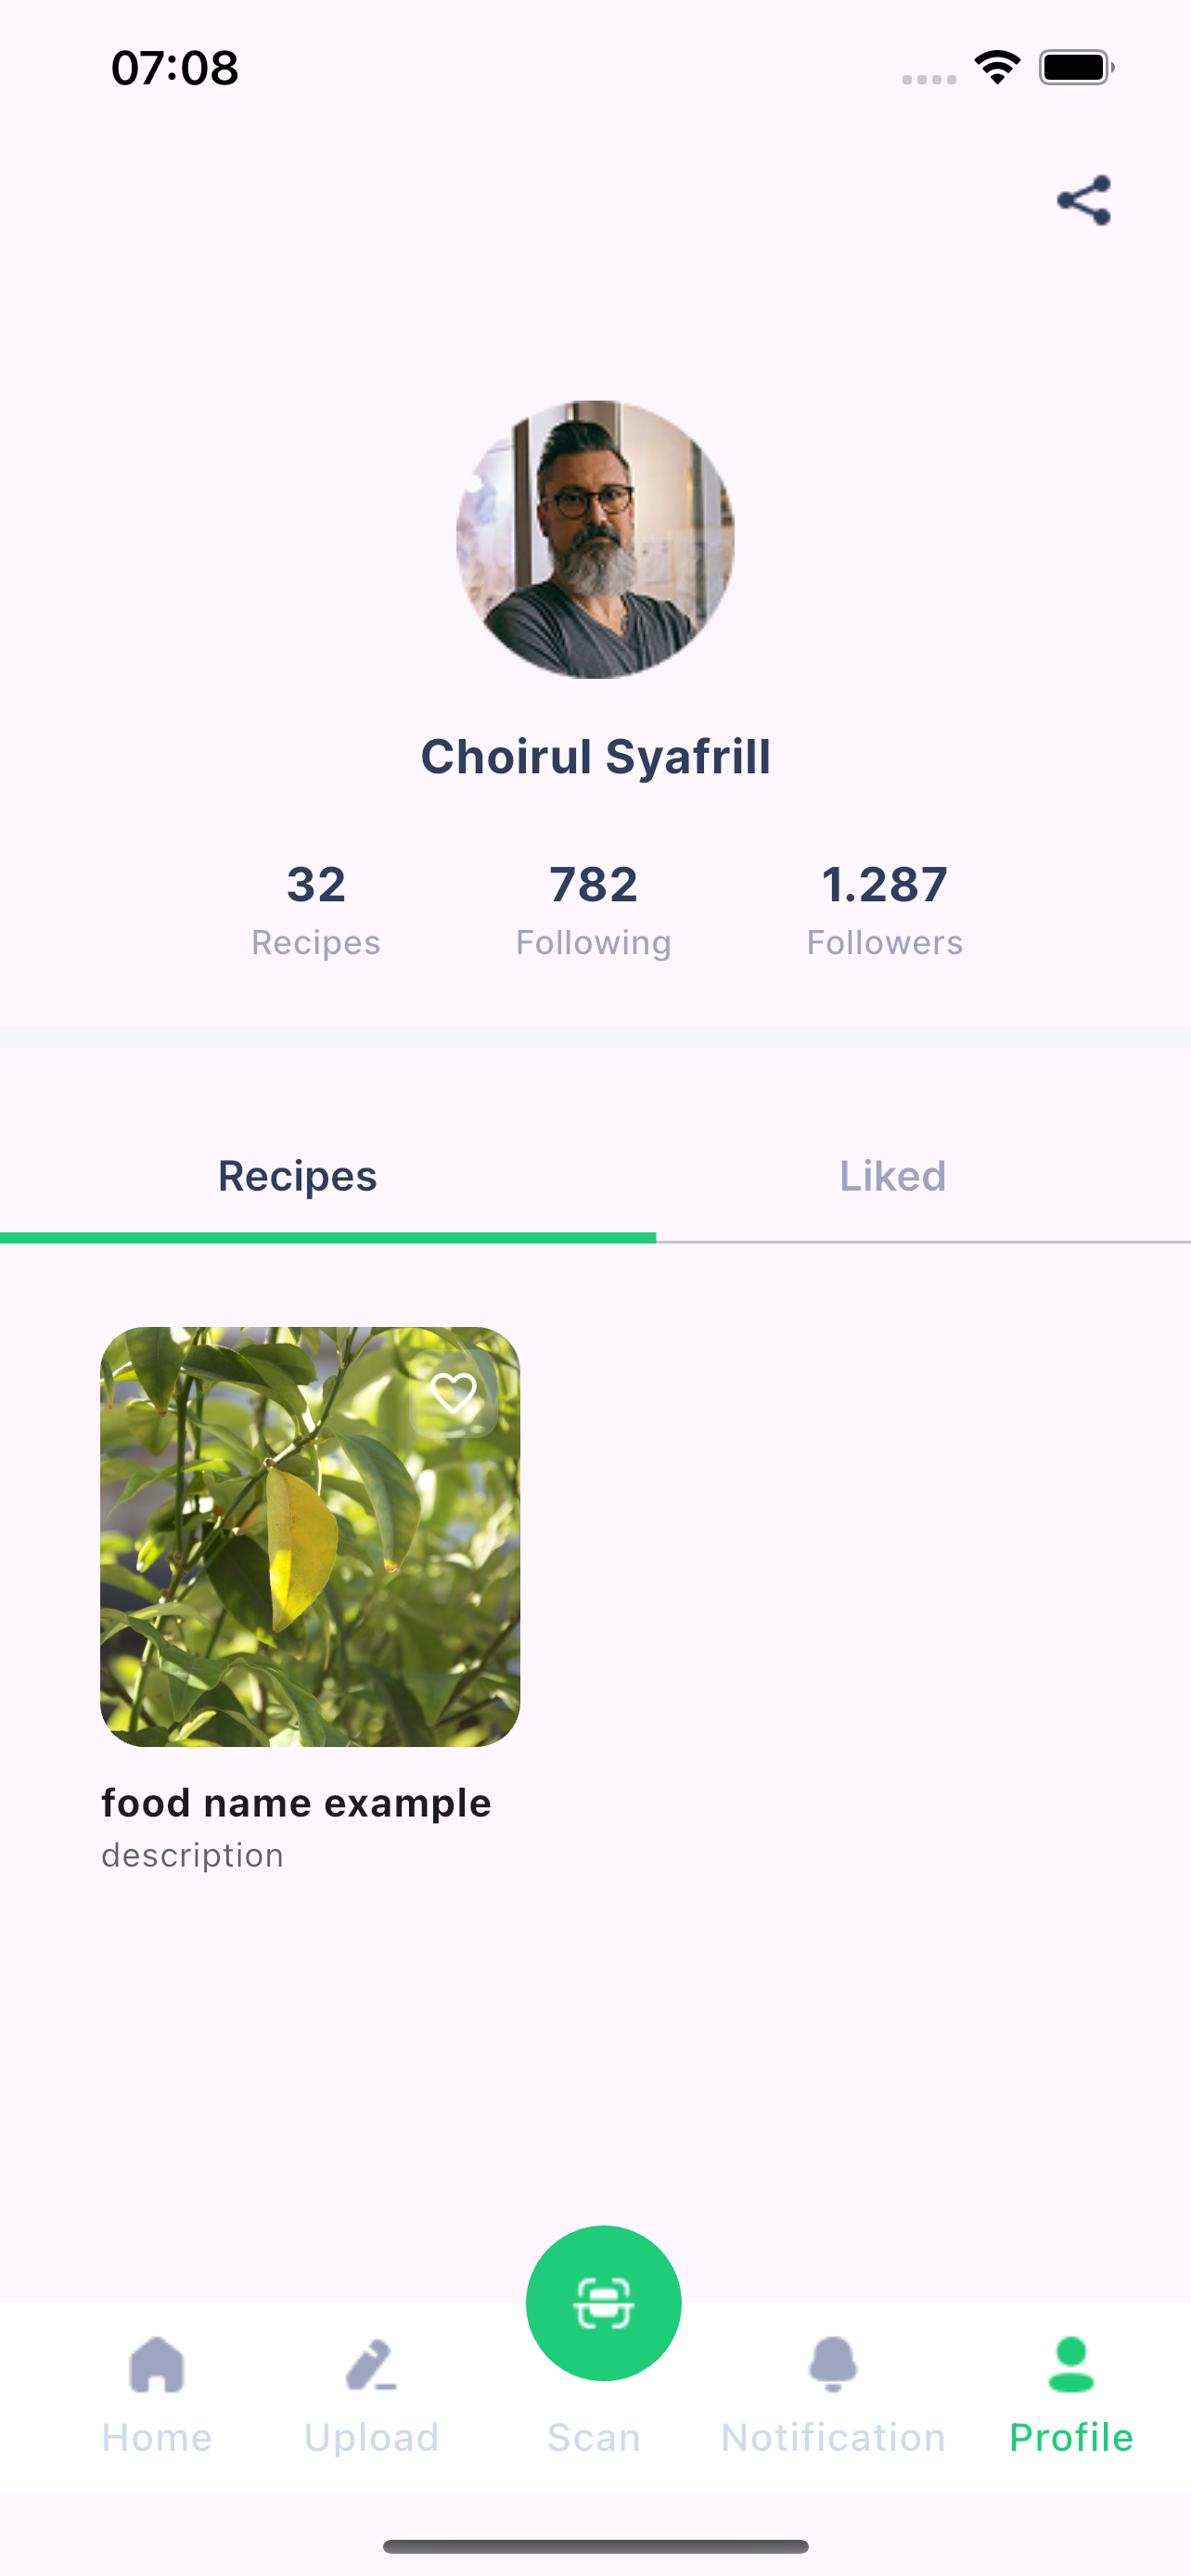 07:08
Choirul Syafrill
32 782 1.287
Recipes Following Followers
Recipes Liked
food name example
description
Home Upload Scan Notification Profile